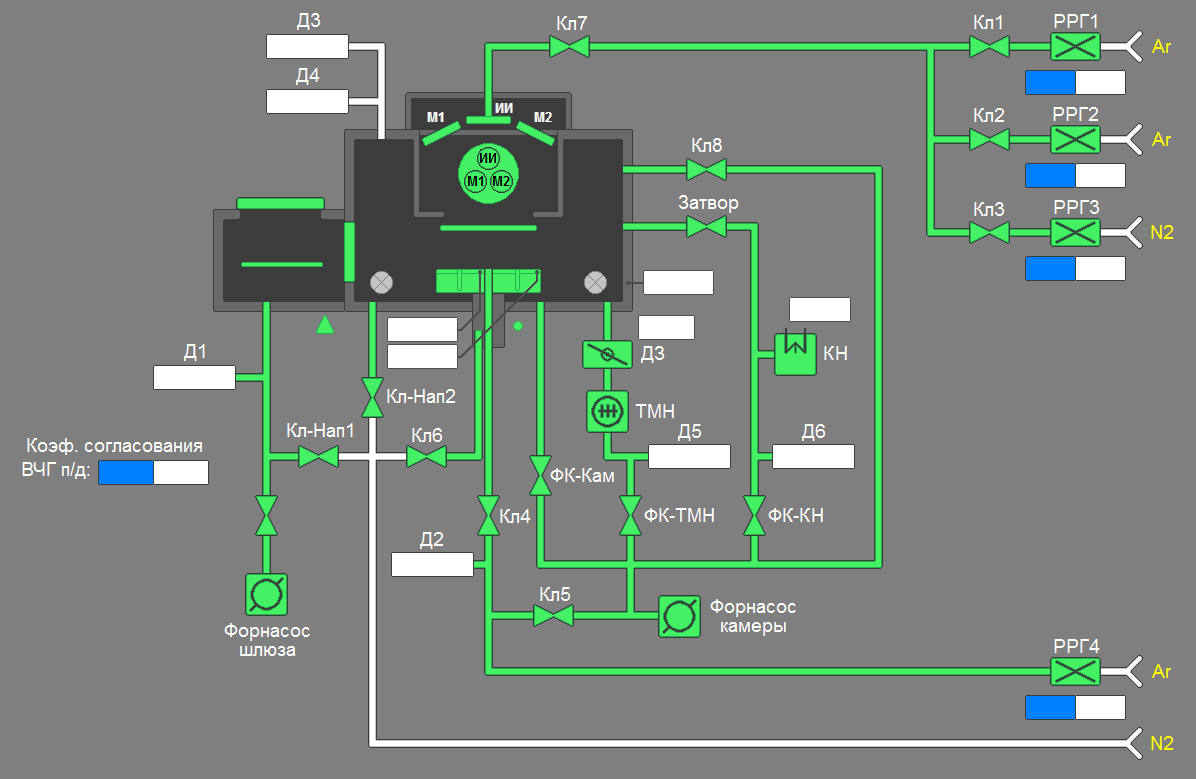 Д3
Кл7
Кл1
РРГ1
Ar
Д4
М1
ИИ
М2
Кл2
РРГ2
Ar
Кл8
ИИ
М1
М2
Затвор
Кл3
РРГ3
N2
Д1
ДЗ
КН
Кл-Нап2
ТМН
Кл-Нап1
Кл6
Д5
Д6
Коэф. согласования
ВЧГ п/д:
ФК-Кам
Кл4
ФК-ТМН
ФК-КН
Д2
Кл5
Форнасос
камеры
Форнасос
шлюза
РРГ4
Ar
N2